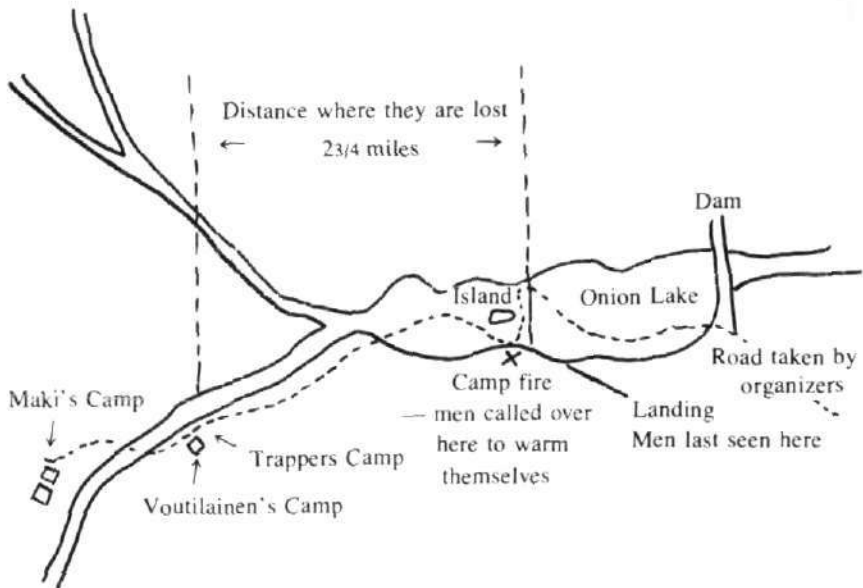 Distance where they are lost
← 23/4 miles →
Dam
Island
Onion Lake
Road taken by
organizers
Camp fire
— men called over
here to warm
themselves
Landing
Men last seen here
Maki's Camp
Trappers Camp
Voutilainen's Camp